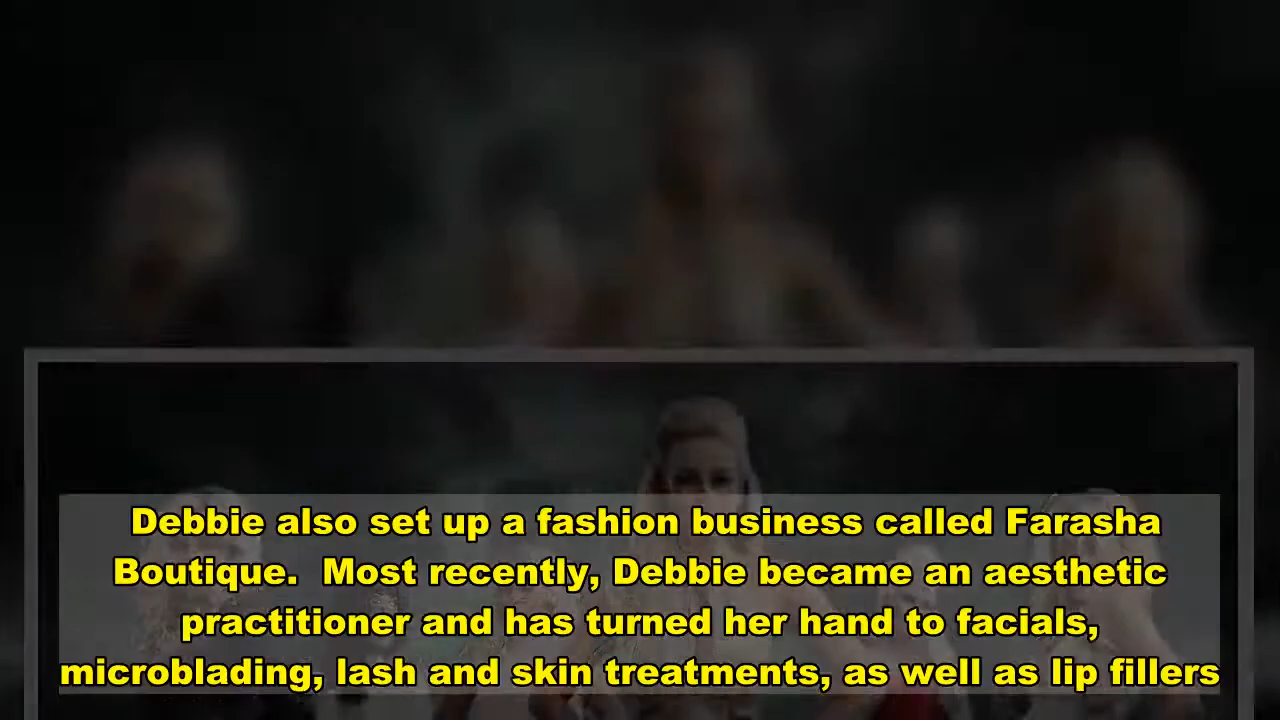 Debbie also set up a fashion business called Farasha
Boutique.  Most recently, Debbie became an aesthetic
practitioner and has turned her hand to facials,
microblading, lash and skin treatments, as well as lip fillers